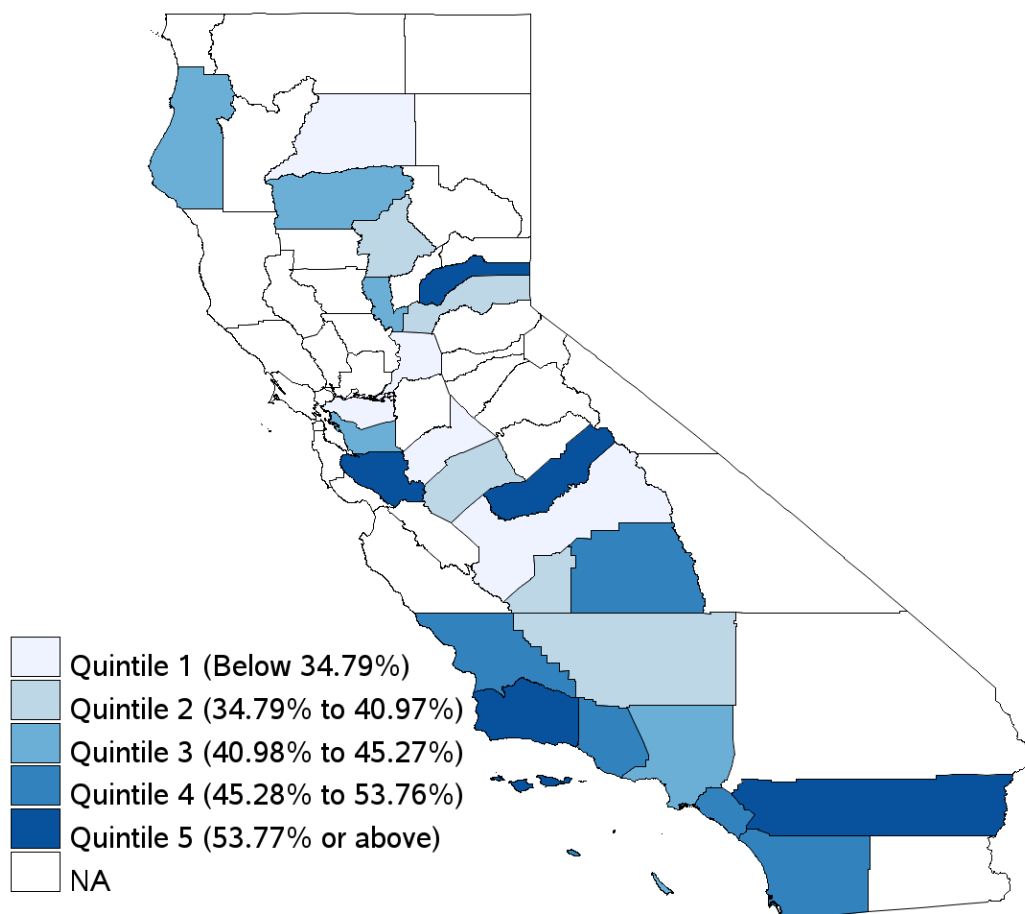 Quintile 1 (Below 34.79%)
Quintile 2 (34.79% to 40.97%)
Quintile 3 (40.98% to 45.27%)
Quintile 4 (45.28% to 53.76%)
Quintile 5 (53.77% or above)
NA